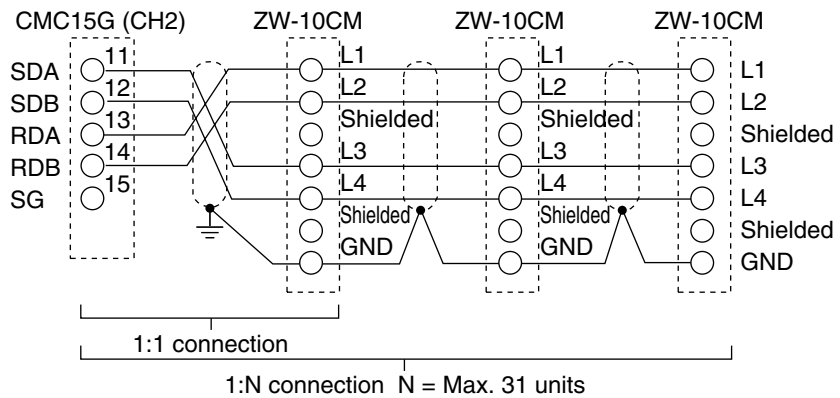 CMC15G (CH2) ZW-10CM ZW-10CM ZW-10CM
SDA 11 L1 L1 L1
SDB 12 L2 L2 L2
RDA 13 Shielded Shielded Shielded
RDB 14 L3 L3 L3
SG 15 L4 L4 L4
Shielded Shielded Shielded
GND GND GND
1:1 connection
1:N connection N = Max. 31 units